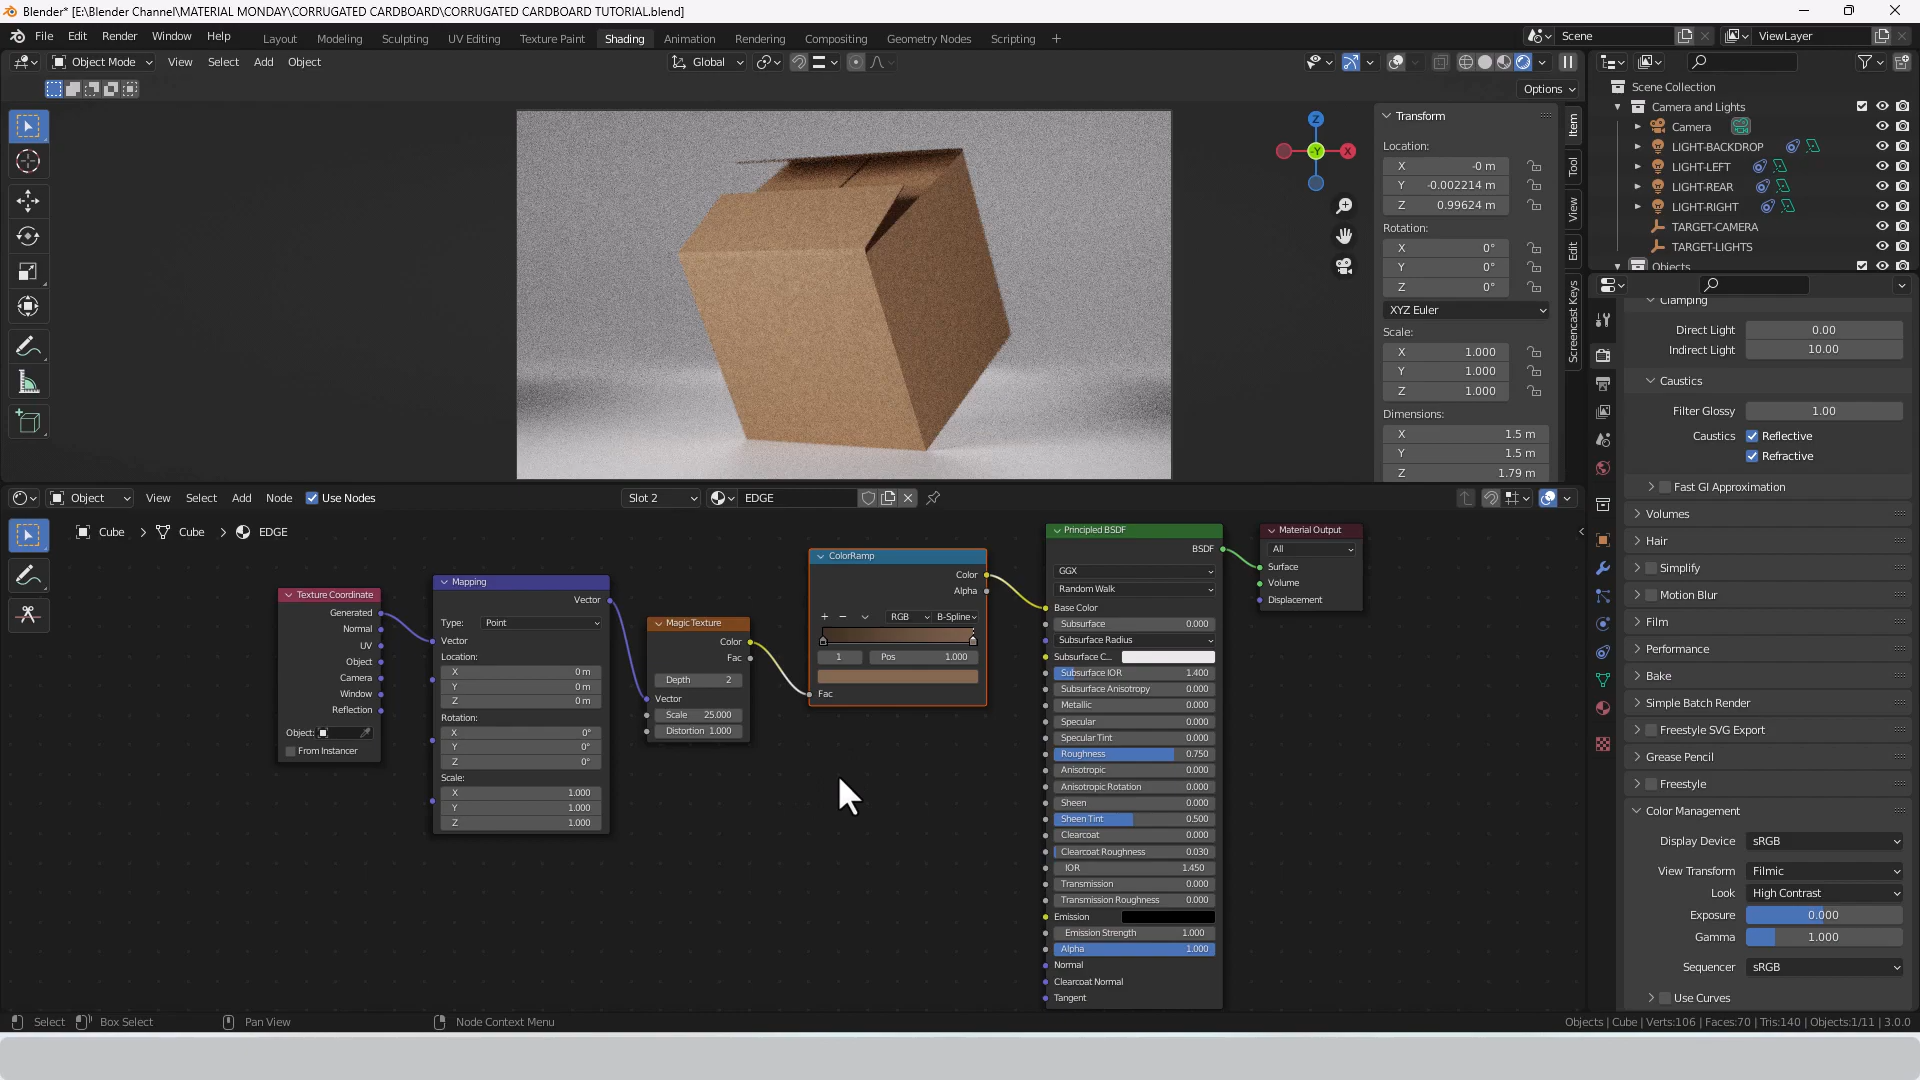 Blender* [E:\Blender Channel\MATERIAL MONDAY\CORRUGATED CARDBOARD\CORRUGATED CARDBOARD TUTORIAL.blend]
File Edit Render Window Help Layout Modeling Sculpting UV Editing Texture Paint Shading Animation Rendering Compositing Geometry Nodes Scripting + Scene ViewLayer
Object Mode View Select Add Object Global
Options
Z
Y
X
Transform
Location:
X -0 m
Y -0.002214 m
Z 0.99624 m
Rotation:
X 0°
Y 0°
Z 0°
XYZ Euler
Scale:
X 1.000
Y 1.000
Z 1.000
Dimensions:
X 1.5 m
Y 1.5 m
Z 1.79 m
Item
Tool
View
Edit
Screencast Keys
Scene Collection
Camera and Lights
Camera
LIGHT-BACKDROP
LIGHT-LEFT
LIGHT-REAR
LIGHT-RIGHT
TARGET-CAMERA
TARGET-LIGHTS
Objects
Clamping
Direct Light 0.00
Indirect Light 10.00
Caustics
Filter Glossy 1.00
Caustics Reflective
Refractive
Fast GI Approximation
Volumes
Hair
Simplify
Motion Blur
Film
Performance
Bake
Simple Batch Render
Freestyle SVG Export
Grease Pencil
Freestyle
Color Management
Display Device sRGB
View Transform Filmic
Look High Contrast
Exposure 0.000
Gamma 1.000
Sequencer sRGB
Use Curves
Object View Select Add Node Use Nodes Slot 2 EDGE
Cube > Cube > EDGE
Texture Coordinate
Generated
Normal
UV
Object
Camera
Window
Reflection
Object:
From Instancer
Mapping
Vector
Type: Point
Vector
Location:
X 0 m
Y 0 m
Z 0 m
Rotation:
X 0°
Y 0°
Z 0°
Scale:
X 1.000
Y 1.000
Z 1.000
Magic Texture
Color
Fac
Depth 2
Vector
Scale 25.000
Distortion 1.000
ColorRamp
Color
Alpha
+ − RGB B-Spline
1 Pos 1.000
Fac
Principled BSDF
BSDF
GGX
Random Walk
Base Color
Subsurface 0.000
Subsurface Radius
Subsurface C...
Subsurface IOR 1.400
Subsurface Anisotropy 0.000
Metallic 0.000
Specular 0.000
Specular Tint 0.000
Roughness 0.750
Anisotropic 0.000
Anisotropic Rotation 0.000
Sheen 0.000
Sheen Tint 0.500
Clearcoat 0.000
Clearcoat Roughness 0.030
IOR 1.450
Transmission 0.000
Transmission Roughness 0.000
Emission
Emission Strength 1.000
Alpha 1.000
Normal
Clearcoat Normal
Tangent
Material Output
All
Surface
Volume
Displacement
Select Box Select Pan View Node Context Menu Objects | Cube | Verts:106 | Faces:70 | Tris:140 | Objects:1/11 | 3.0.0